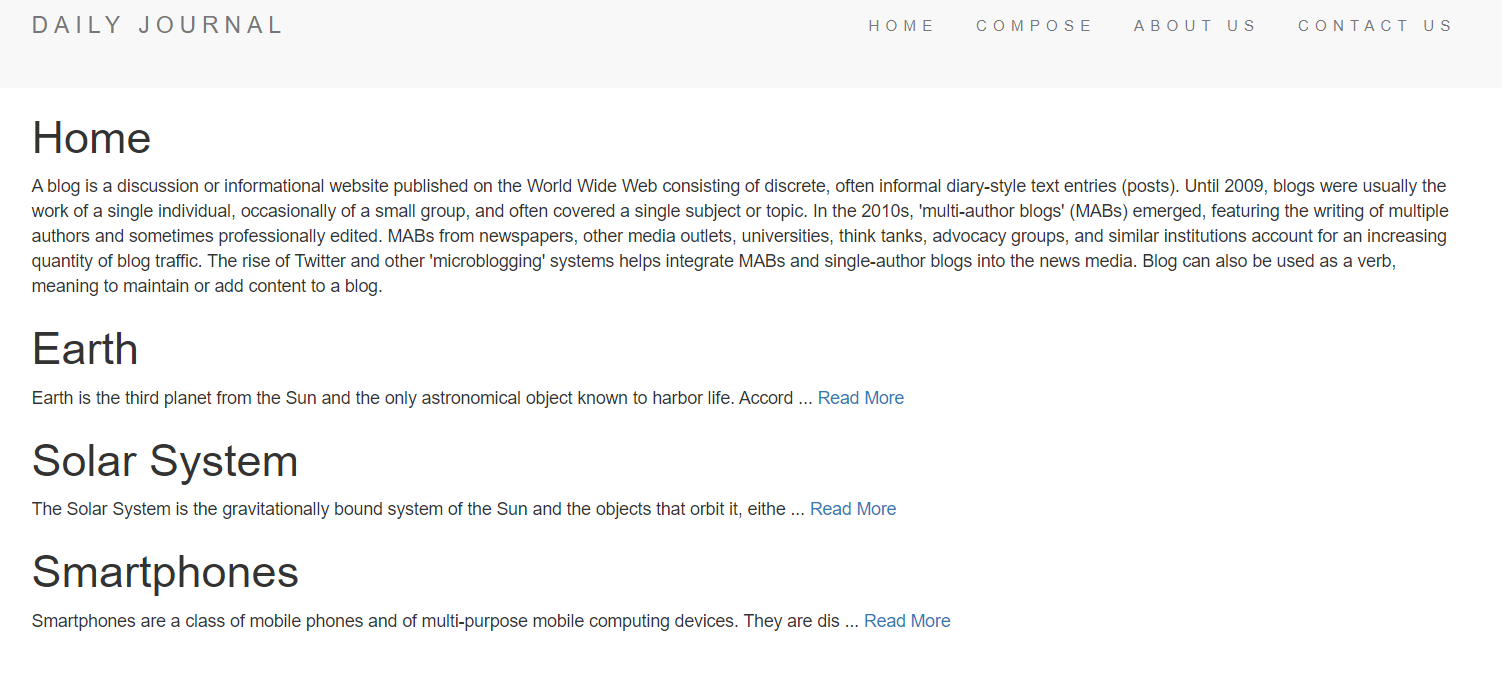 DAILY JOURNAL
HOME COMPOSE ABOUT US CONTACT US
Home
A blog is a discussion or informational website published on the World Wide Web consisting of discrete, often informal diary-style text entries (posts). Until 2009, blogs were usually the
work of a single individual, occasionally of a small group, and often covered a single subject or topic. In the 2010s, 'multi-author blogs' (MABs) emerged, featuring the writing of multiple
authors and sometimes professionally edited. MABs from newspapers, other media outlets, universities, think tanks, advocacy groups, and similar institutions account for an increasing
quantity of blog traffic. The rise of Twitter and other 'microblogging' systems helps integrate MABs and single-author blogs into the news media. Blog can also be used as a verb,
meaning to maintain or add content to a blog.
Earth
Earth is the third planet from the Sun and the only astronomical object known to harbor life. Accord ... Read More
Solar System
The Solar System is the gravitationally bound system of the Sun and the objects that orbit it, eithe ... Read More
Smartphones
Smartphones are a class of mobile phones and of multi-purpose mobile computing devices. They are dis ... Read More